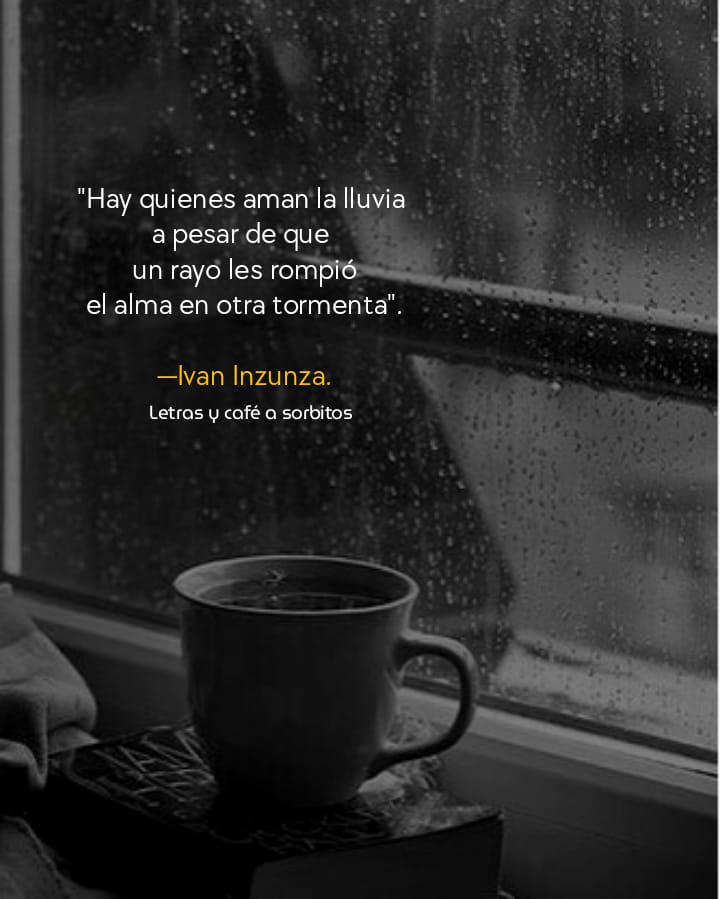 "Hay quienes aman la lluvia
a pesar de que
un rayo les rompió
el alma en otra tormenta".
—Ivan Inzunza.
Letras y café a sorbitos